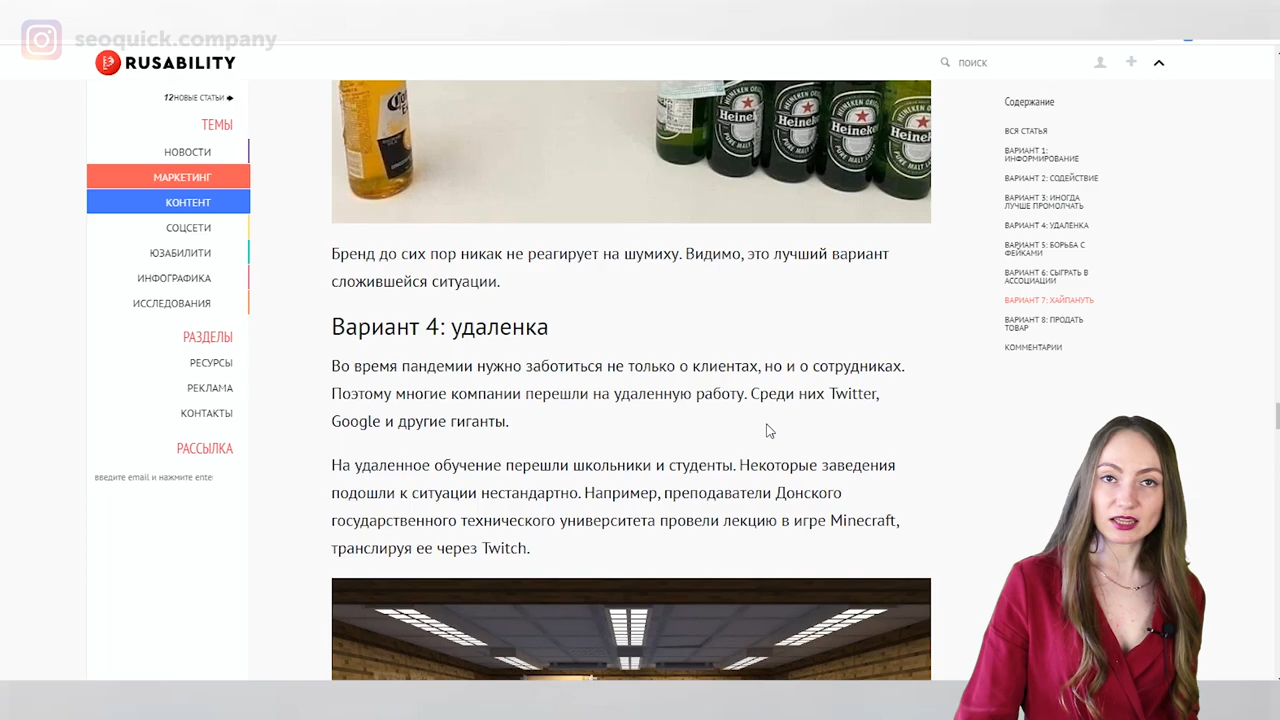 seoquick.company
RUSABILITY
ПОИСК
12 НОВЫЕ СТАТЬИ
ТЕМЫ
НОВОСТИ
МАРКЕТИНГ
КОНТЕНТ
СОЦСЕТИ
ЮЗАБИЛИТИ
ИНФОГРАФИКА
ИССЛЕДОВАНИЯ
РАЗДЕЛЫ
РЕСУРСЫ
РЕКЛАМА
КОНТАКТЫ
РАССЫЛКА
введите email и нажмите ente
Heineken
Heineken
Heineken
Heineken
Бренд до сих пор никак не реагирует на шумиху. Видимо, это лучший вариант
сложившейся ситуации.
Вариант 4: удаленка
Во время пандемии нужно заботиться не только о клиентах, но и о сотрудниках.
Поэтому многие компании перешли на удаленную работу. Среди них Twitter,
Google и другие гиганты.
На удаленное обучение перешли школьники и студенты. Некоторые заведения
подошли к ситуации нестандартно. Например, преподаватели Донского
государственного технического университета провели лекцию в игре Minecraft,
транслируя ее через Twitch.
Содержание
ВСЯ СТАТЬЯ
ВАРИАНТ 1:
ИНФОРМИРОВАНИЕ
ВАРИАНТ 2: СОДЕЙСТВИЕ
ВАРИАНТ 3: ИНОГДА
ЛУЧШЕ ПРОМОЛЧАТЬ
ВАРИАНТ 4: УДАЛЕНКА
ВАРИАНТ 5: БОРЬБА С
ФЕЙКАМИ
ВАРИАНТ 6: СЫГРАТЬ В
АССОЦИАЦИИ
ВАРИАНТ 7: ХАЙПАНУТЬ
ВАРИАНТ 8: ПРОДАТЬ
ТОВАР
КОММЕНТАРИИ